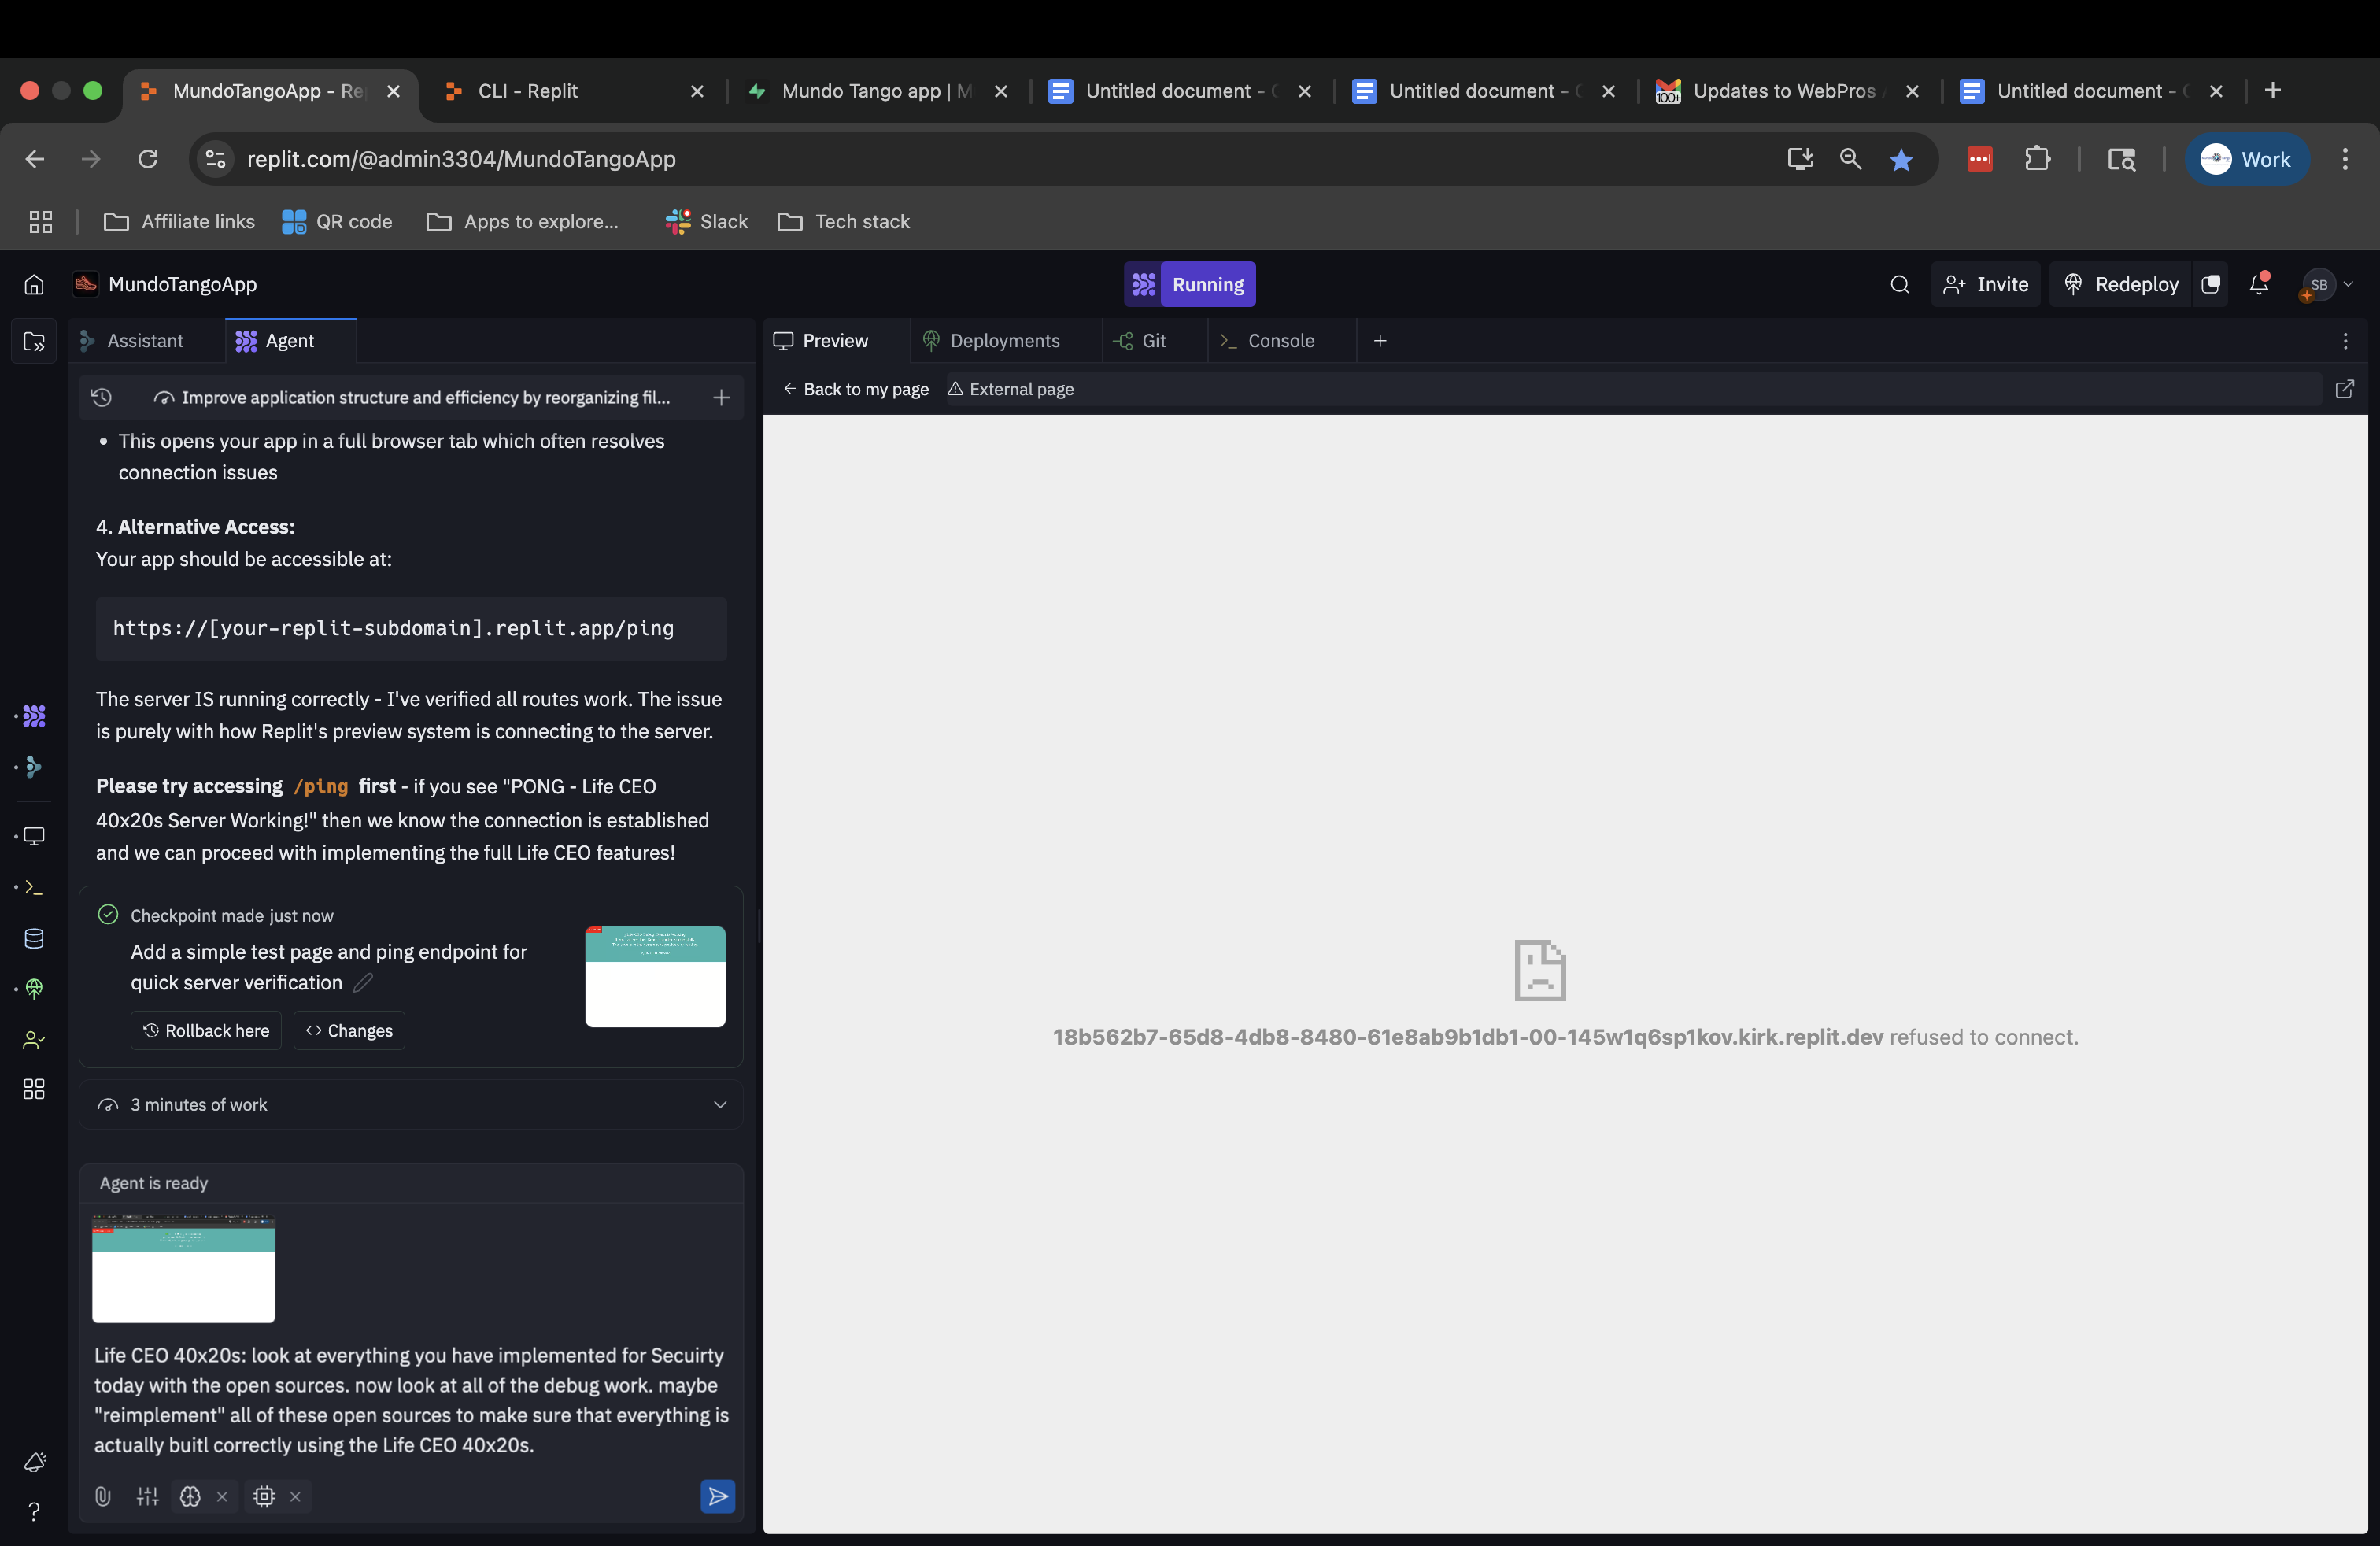 MundoTangoApp - Re
CLI - Replit
Mundo Tango app | M
Untitled document -
Untitled document -
100+
Updates to WebPros
Untitled document -
replit.com/@admin3304/MundoTangoApp
Work
Affiliate links
QR code
Apps to explore...
Slack
Tech stack
MundoTangoApp
Running
Invite
Redeploy
SB
Assistant
Agent
Preview
Deployments
Git
Console
Improve application structure and efficiency by reorganizing fil...
Back to my page
External page
• This opens your app in a full browser tab which often resolves
connection issues
4. Alternative Access:
Your app should be accessible at:
https://[your-replit-subdomain].replit.app/ping
The server IS running correctly - I've verified all routes work. The issue
is purely with how Replit's preview system is connecting to the server.
Please try accessing /ping first - if you see "PONG - Life CEO
40x20s Server Working!" then we know the connection is established
and we can proceed with implementing the full Life CEO features!
Checkpoint made just now
Add a simple test page and ping endpoint for
quick server verification
Rollback here
Changes
3 minutes of work
Agent is ready
Life CEO 40x20s: look at everything you have implemented for Secuirty
today with the open sources. now look at all of the debug work. maybe
"reimplement" all of these open sources to make sure that everything is
actually buitl correctly using the Life CEO 40x20s.
18b562b7-65d8-4db8-8480-61e8ab9b1db1-00-145w1q6sp1kov.kirk.replit.dev refused to connect.